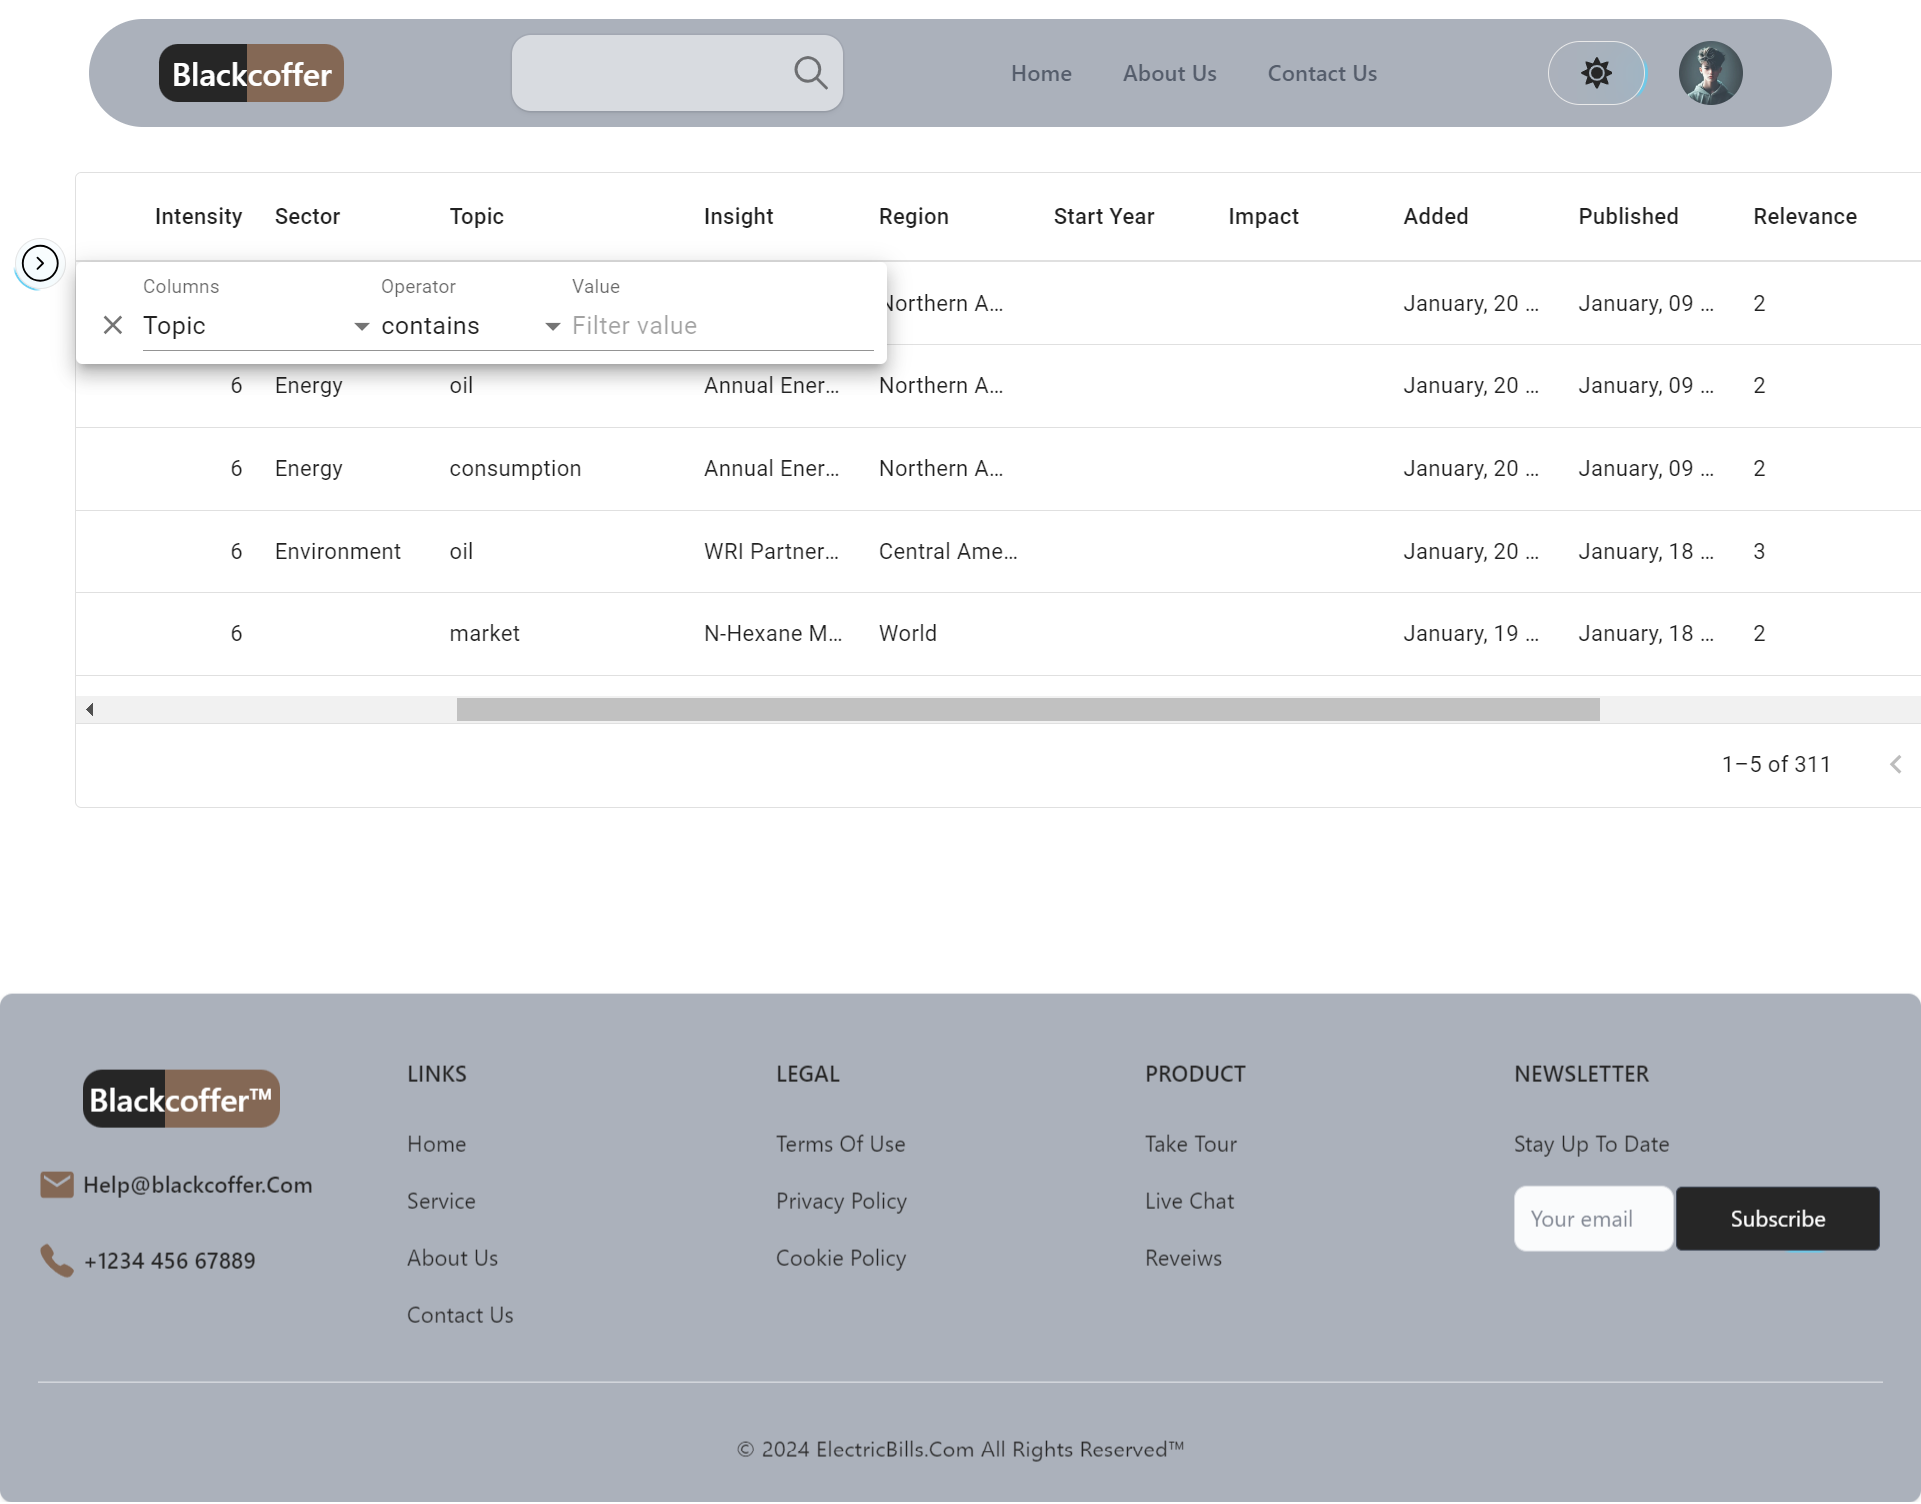 Blackcoffer
Home About Us Contact Us
Intensity Sector Topic Insight Region Start Year Impact Added Published Relevance
Columns Operator Value
Topic contains Filter value
Northern A... January, 20 ... January, 09 ... 2
6 Energy oil Annual Ener... Northern A... January, 20 ... January, 09 ... 2
6 Energy consumption Annual Ener... Northern A... January, 20 ... January, 09 ... 2
6 Environment oil WRI Partner... Central Ame... January, 20 ... January, 18 ... 3
6 market N-Hexane M... World January, 19 ... January, 18 ... 2
1–5 of 311
Blackcoffer™
Help@blackcoffer.Com
+1234 456 67889
LINKS
Home
Service
About Us
Contact Us
LEGAL
Terms Of Use
Privacy Policy
Cookie Policy
PRODUCT
Take Tour
Live Chat
Reveiws
NEWSLETTER
Stay Up To Date
Your email Subscribe
© 2024 ElectricBills.Com All Rights Reserved™